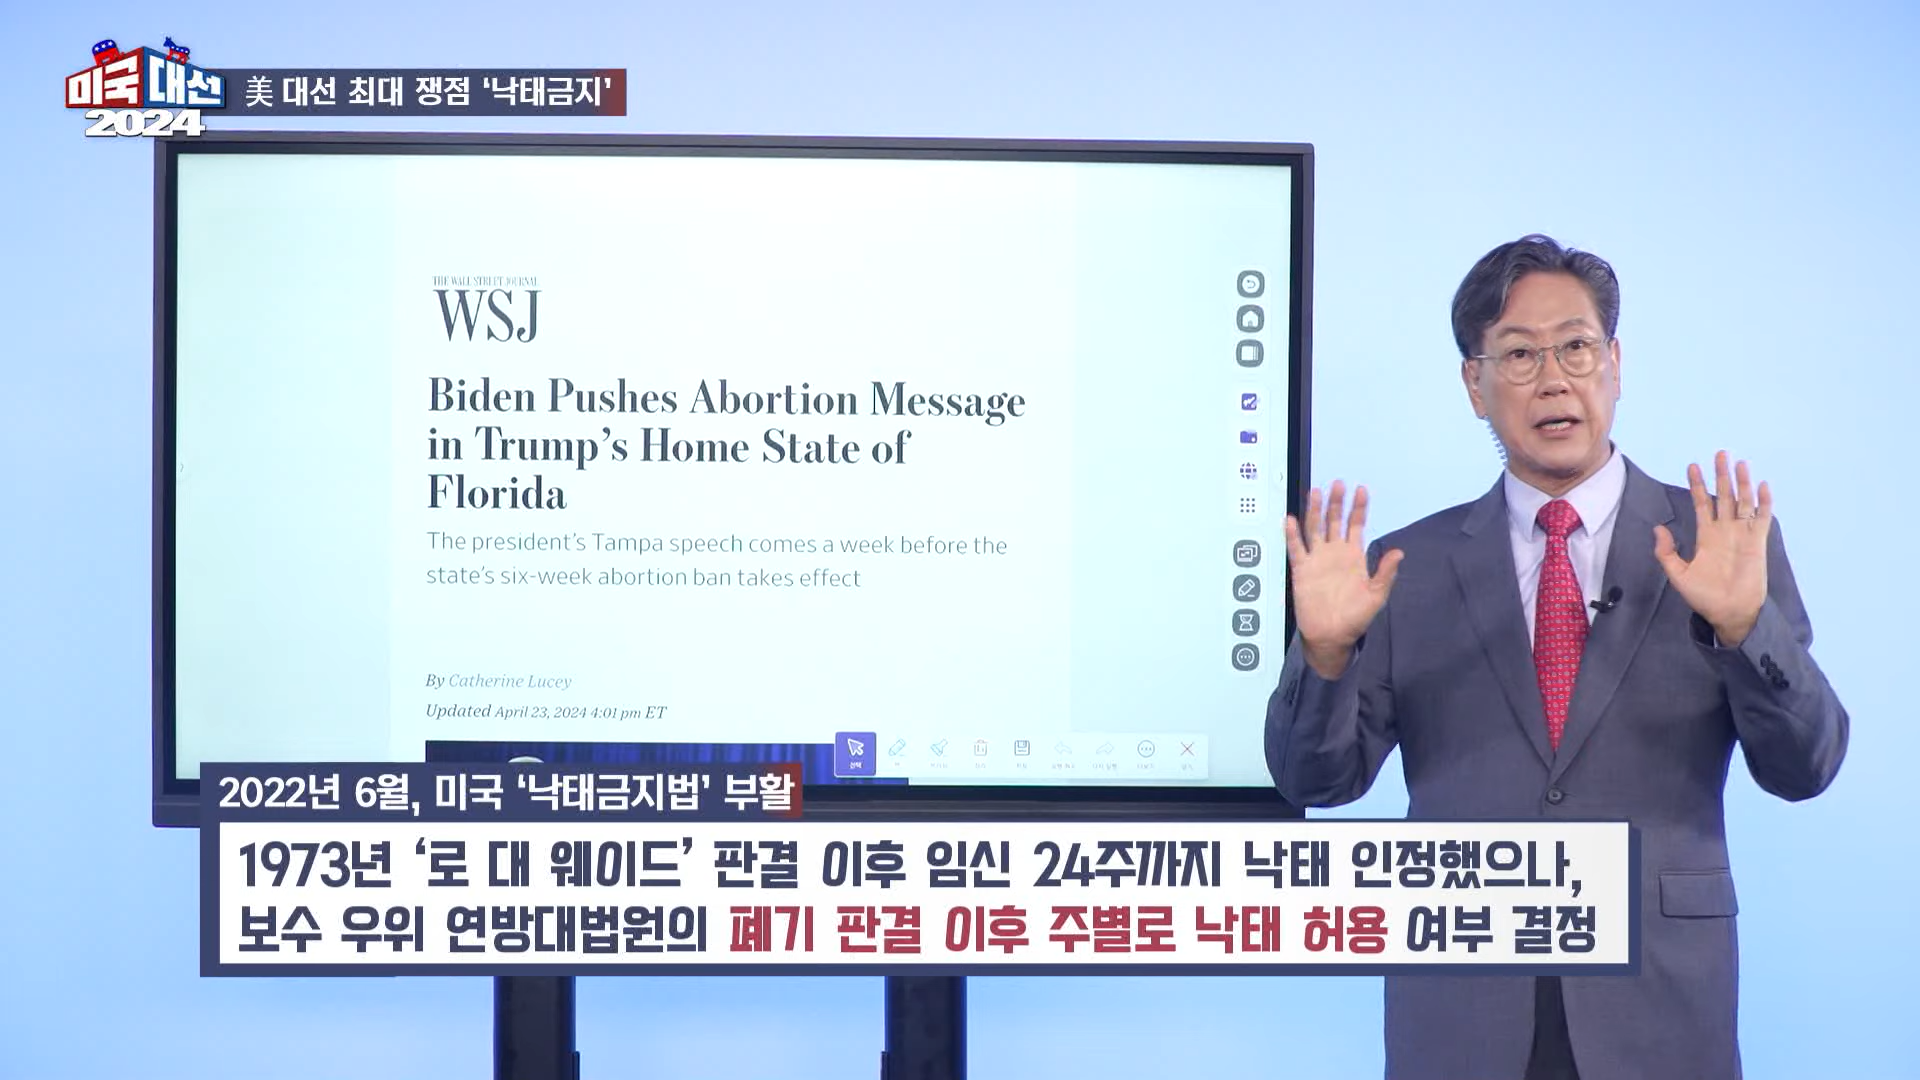 미국대선
2024
美 대선 최대 쟁점 ‘낙태금지’
THE WALL STREET JOURNAL
WSJ
Biden Pushes Abortion Message
in Trump’s Home State of
Florida
The president’s Tampa speech comes a week before the
state’s six-week abortion ban takes effect
By Catherine Lucey
Updated April 23, 2024 4:01 pm ET
선택
2022년 6월, 미국 ‘낙태금지법’ 부활
1973년 ‘로 대 웨이드’ 판결 이후 임신 24주까지 낙태 인정했으나,
보수 우위 연방대법원의 폐기 판결 이후 주별로 낙태 허용 여부 결정